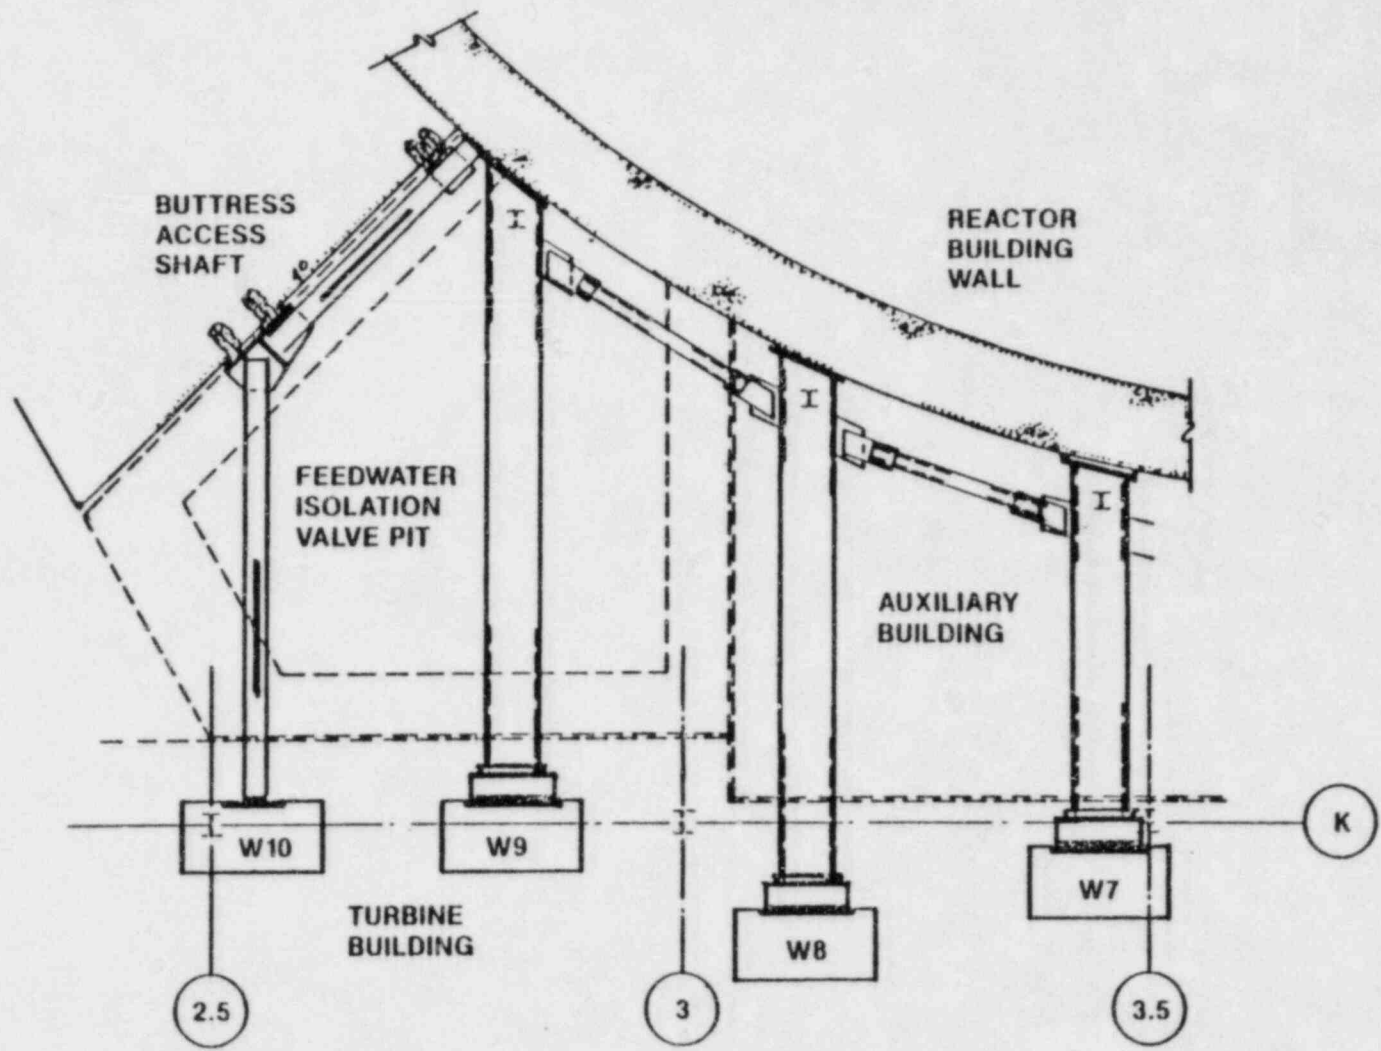 BUTTRESS
ACCESS
SHAFT
REACTOR
BUILDING
WALL
FEEDWATER
ISOLATION
VALVE PIT
AUXILIARY
BUILDING
K
W10
W9
W7
W8
TURBINE
BUILDING
2.5
3
3.5